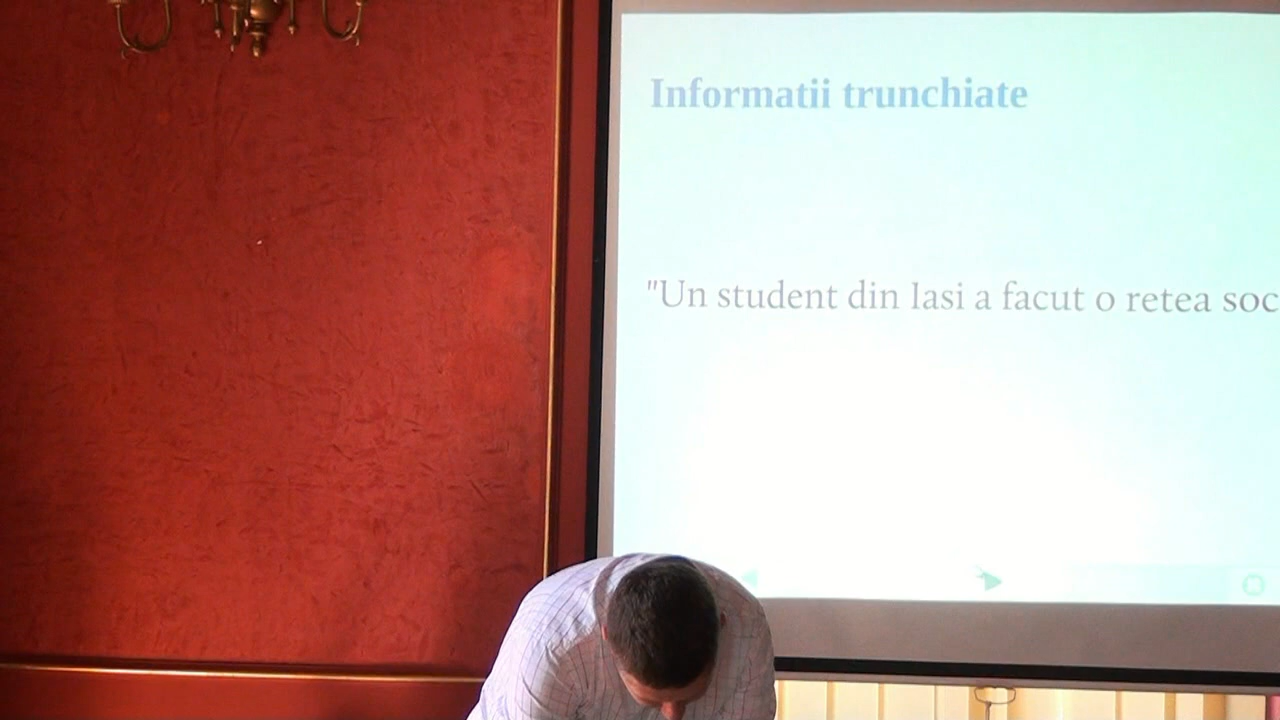 Informatii trunchiate
"Un student din Iasi a facut o retea soc